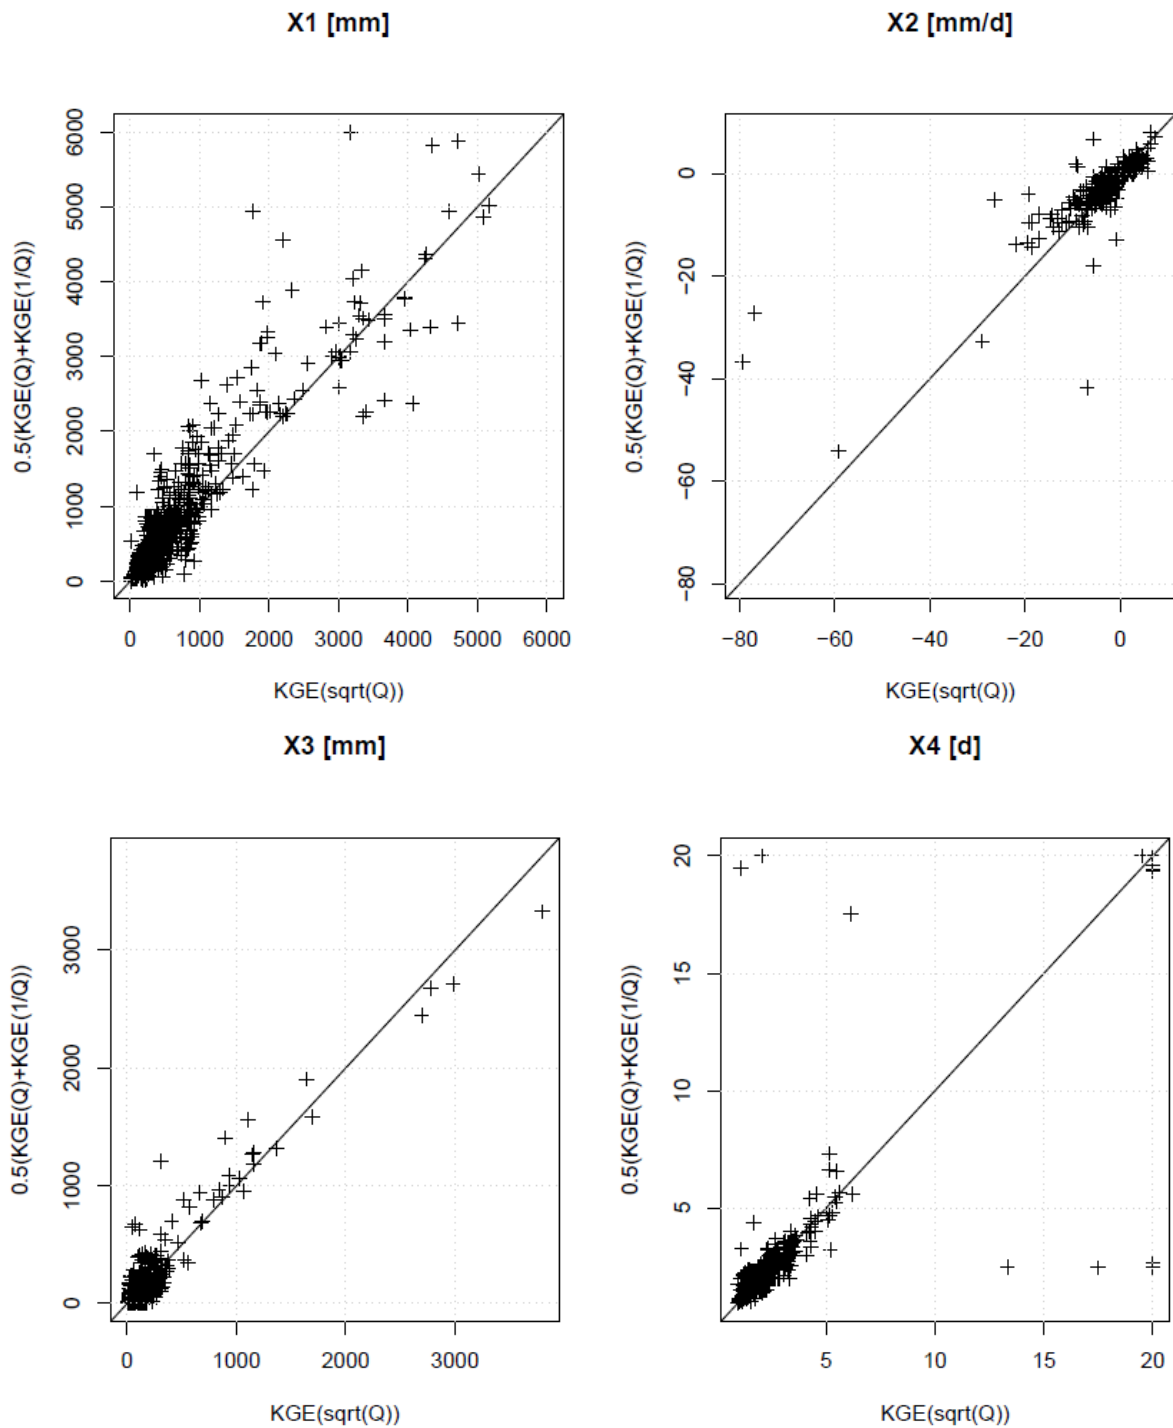 X1 [mm]
0.5(KGE(Q)+KGE(1/Q))
6000
5000
4000
3000
2000
1000
0
0 1000 2000 3000 4000 5000 6000
KGE(sqrt(Q))
X2 [mm/d]
0.5(KGE(Q)+KGE(1/Q))
0
−20
−40
−60
−80
−80 −60 −40 −20 0
KGE(sqrt(Q))
X3 [mm]
0.5(KGE(Q)+KGE(1/Q))
3000
2000
1000
0
0 1000 2000 3000
KGE(sqrt(Q))
X4 [d]
0.5(KGE(Q)+KGE(1/Q))
20
15
10
5
5 10 15 20
KGE(sqrt(Q))